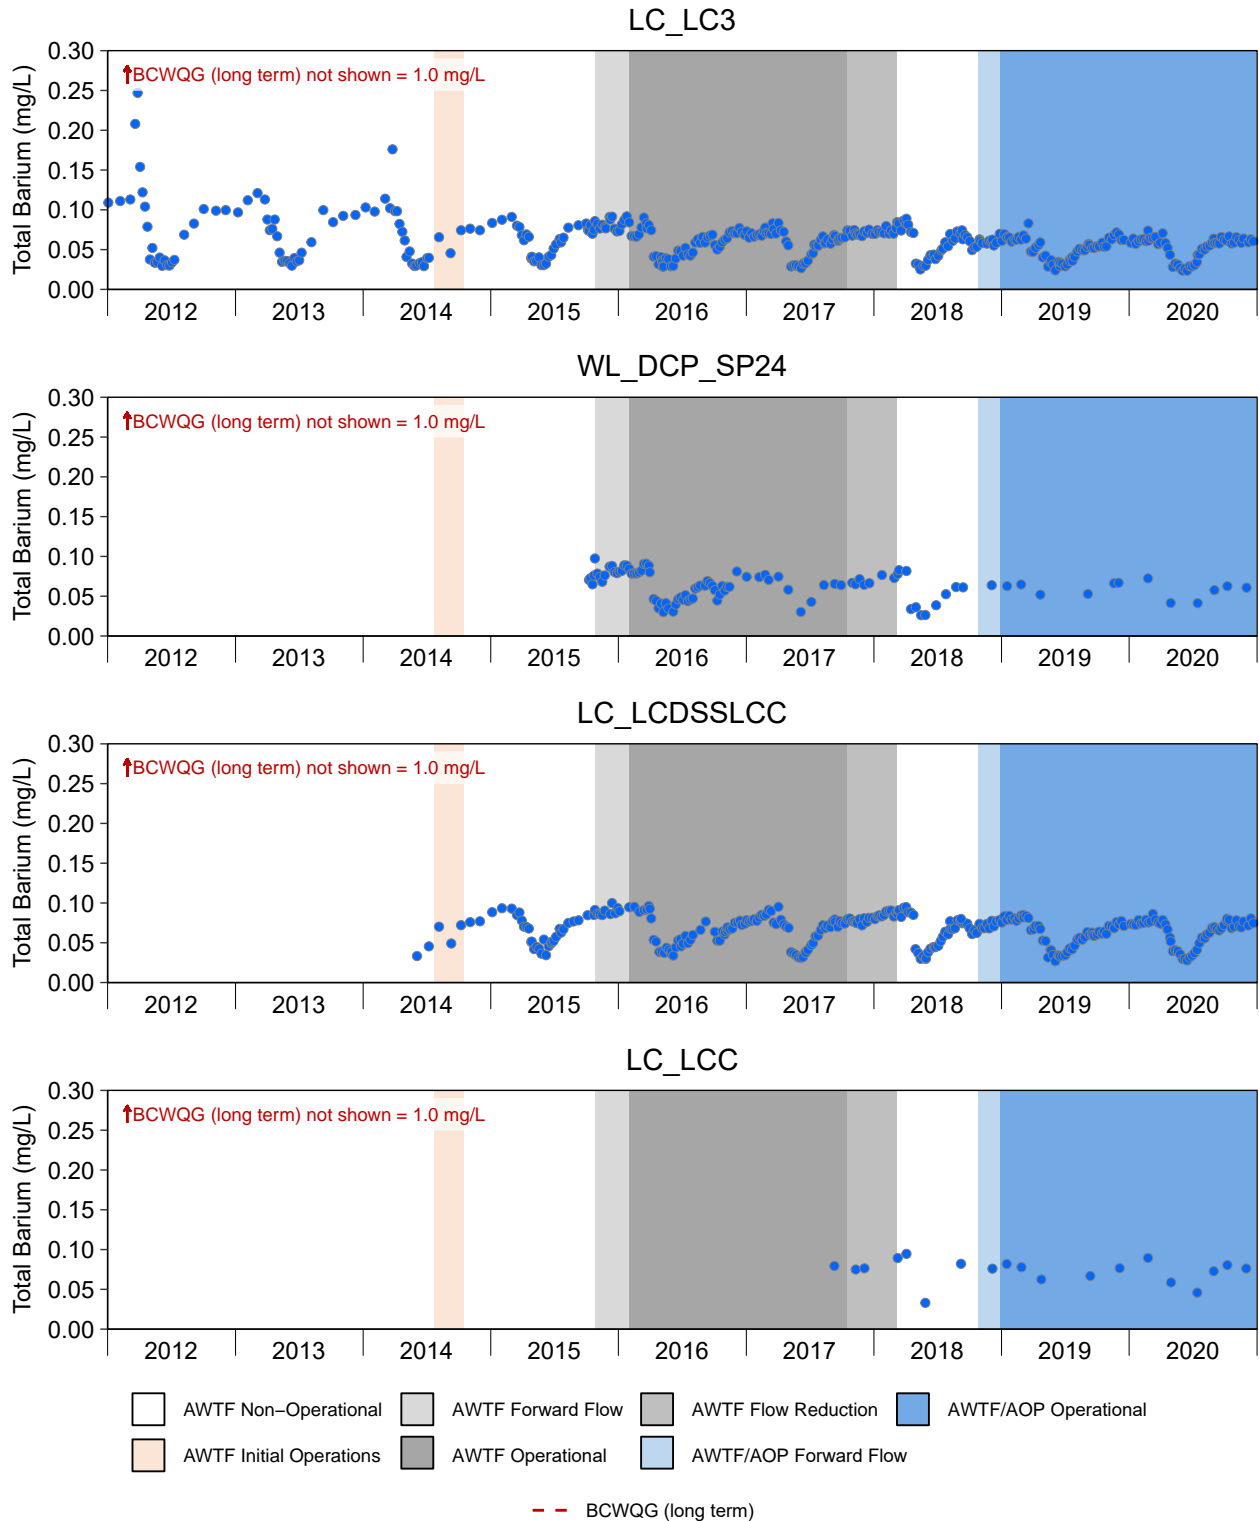 LC_LC3
Total Barium (mg/L)
0.30
0.25
0.20
0.15
0.10
0.05
0.00
BCWQG (long term) not shown = 1.0 mg/L
2012 2013 2014 2015 2016 2017 2018 2019 2020
WL_DCP_SP24
Total Barium (mg/L)
0.30
0.25
0.20
0.15
0.10
0.05
0.00
BCWQG (long term) not shown = 1.0 mg/L
2012 2013 2014 2015 2016 2017 2018 2019 2020
LC_LCDSSLCC
Total Barium (mg/L)
0.30
0.25
0.20
0.15
0.10
0.05
0.00
BCWQG (long term) not shown = 1.0 mg/L
2012 2013 2014 2015 2016 2017 2018 2019 2020
LC_LCC
Total Barium (mg/L)
0.30
0.25
0.20
0.15
0.10
0.05
0.00
BCWQG (long term) not shown = 1.0 mg/L
2012 2013 2014 2015 2016 2017 2018 2019 2020
AWTF Non−Operational AWTF Forward Flow AWTF Flow Reduction AWTF/AOP Operational
AWTF Initial Operations AWTF Operational AWTF/AOP Forward Flow
BCWQG (long term)